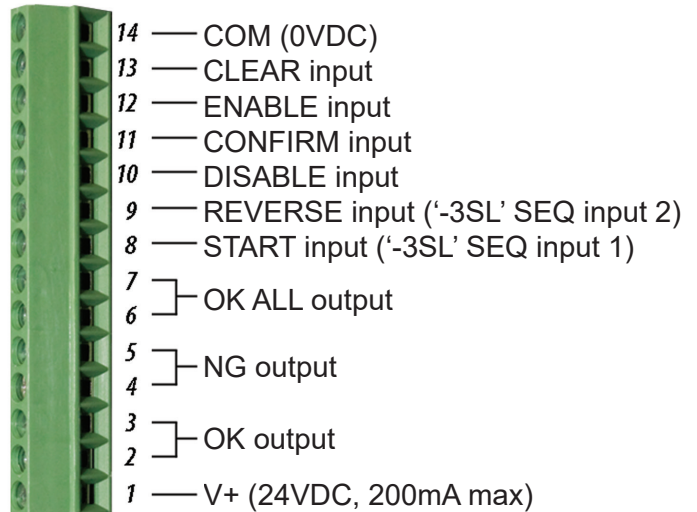 14 COM (0VDC)
13 CLEAR input
12 ENABLE input
11 CONFIRM input
10 DISABLE input
9 REVERSE input (‘-3SL’ SEQ input 2)
8 START input (‘-3SL’ SEQ input 1)
7
OK ALL output
6
5
NG output
4
3
OK output
2
1 V+ (24VDC, 200mA max)